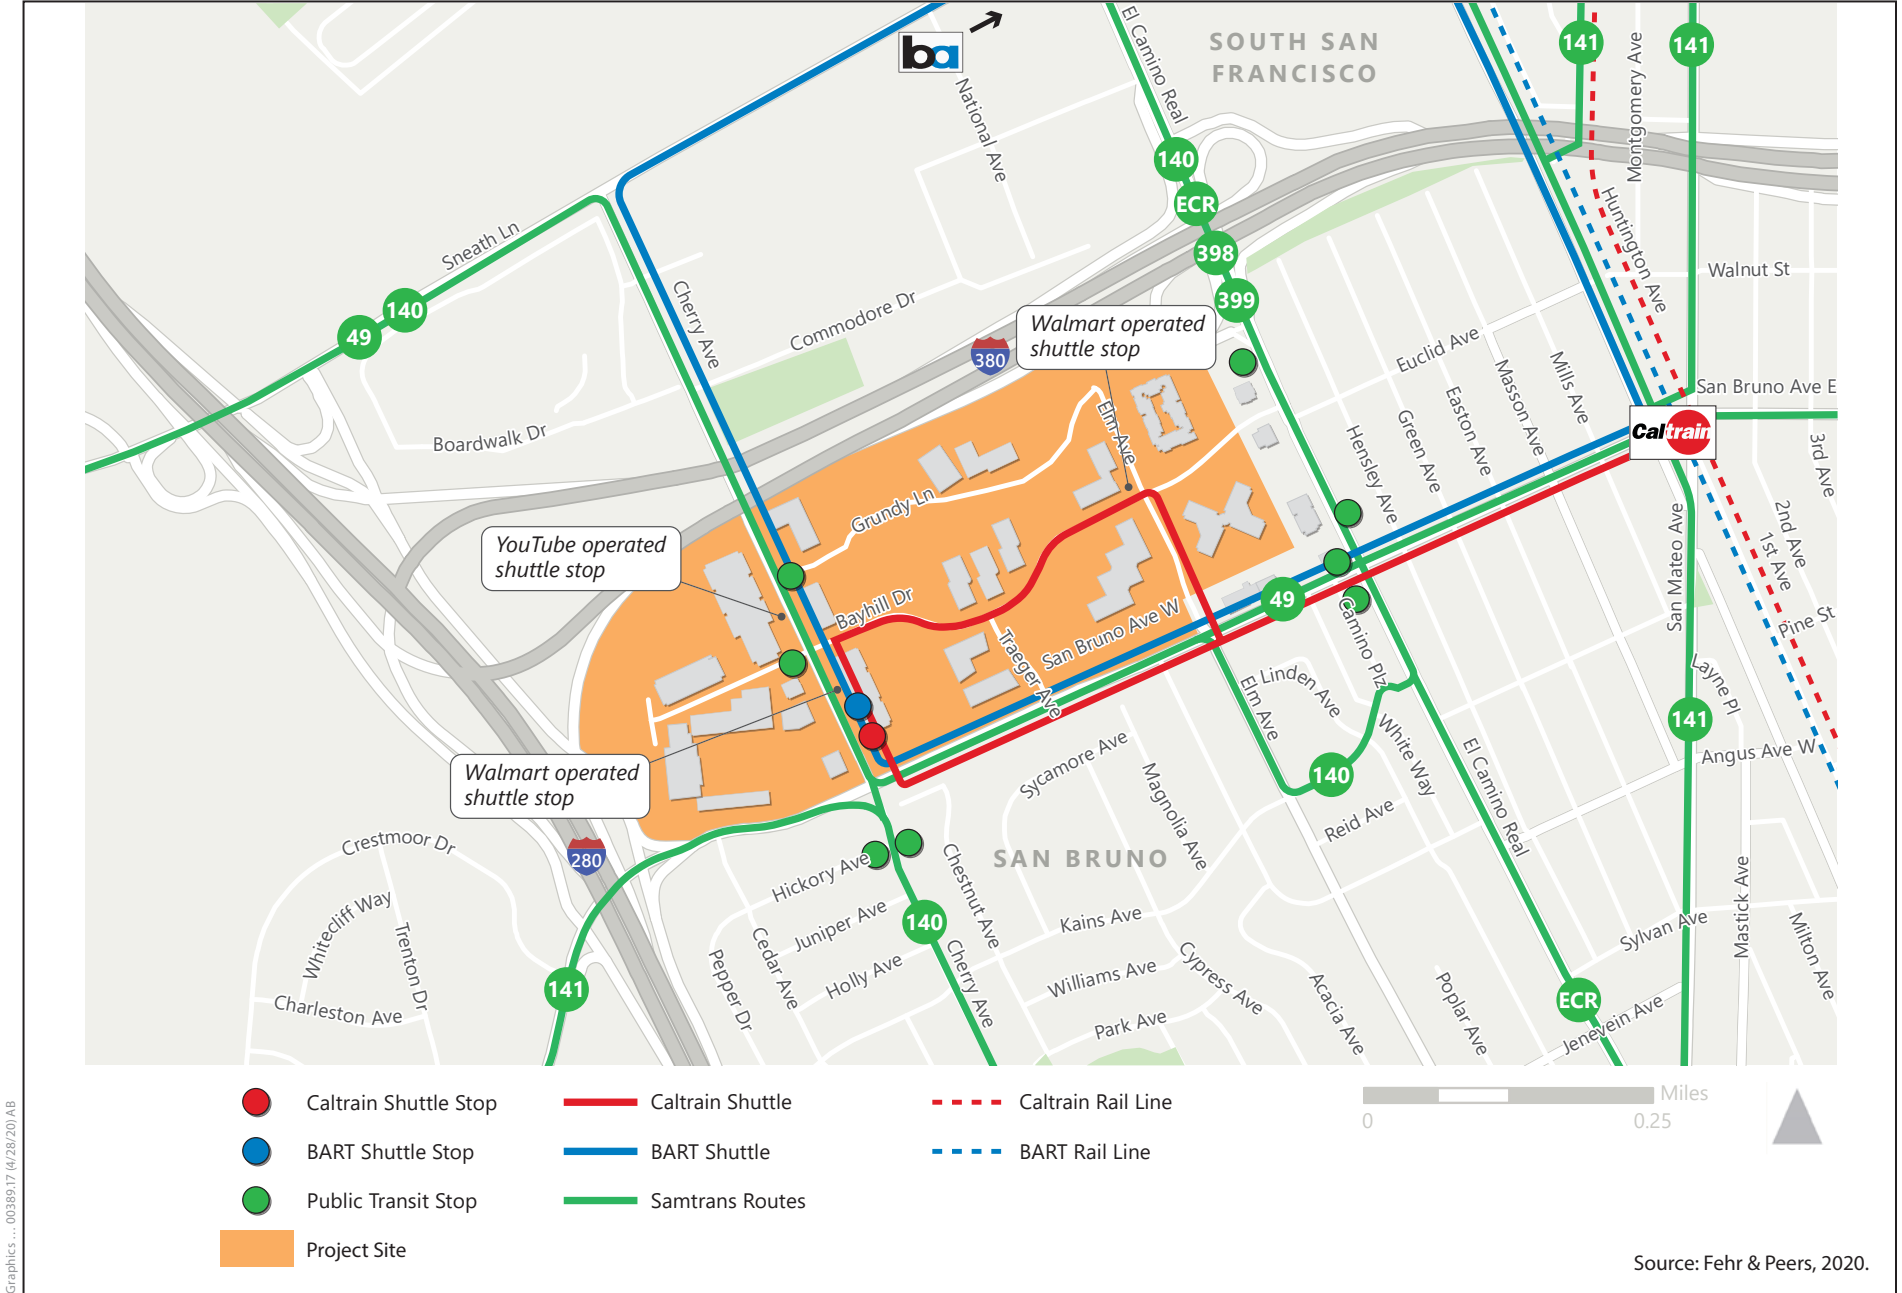 SOUTH SAN
FRANCISCO
ba
El Camino Real
National Ave
141
141
Montgomery Ave
140
ECR
398
399
Huntington Ave
Walnut St
Sneath Ln
49
140
Cherry Ave
Commodore Dr
Walmart operated
shuttle stop
380
Euclid Ave
Masson Ave
Mills Ave
San Bruno Ave E
Boardwalk Dr
Elm Ave
Easton Ave
Green Ave
Hensley Ave
Caltrain
3rd Ave
2nd Ave
1st Ave
San Mateo Ave
Grundy Ln
YouTube operated
shuttle stop
Bayhill Dr
49
San Bruno Ave W
Traeger Ave
Camino Plz
Pine St
Linden Ave
Elm Ave
Layne Pl
141
White Way
Angus Ave W
El Camino Real
Sycamore Ave
Magnolia Ave
140
Reid Ave
Walmart operated
shuttle stop
Crestmoor Dr
280
SAN BRUNO
Hickory Ave
Chestnut Ave
Whitecliff Way
Trenton Dr
Juniper Ave
140
Kains Ave
Sylvan Ave
Mastick Ave
Milton Ave
Cedar Ave
Pepper Dr
Holly Ave
Cherry Ave
Williams Ave
Cypress Ave
Acacia Ave
Poplar Ave
141
ECR
Charleston Ave
Park Ave
Jenevein Ave
Caltrain Shuttle Stop
Caltrain Shuttle
Caltrain Rail Line
Miles
0
0.25
BART Shuttle Stop
BART Shuttle
BART Rail Line
Public Transit Stop
Samtrans Routes
Project Site
Source: Fehr & Peers, 2020.
Graphics ... 00389.17 (4/28/20) AB